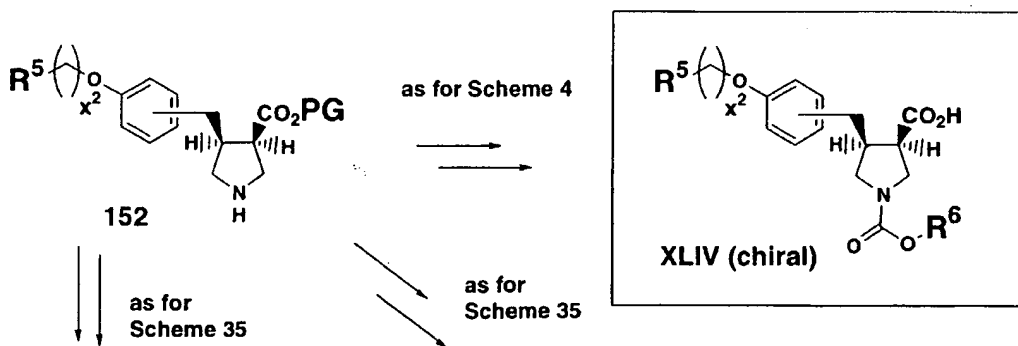 R⁵ ( ) x² O
CO₂PG
H H
N
H
152
as for Scheme 4
as for
Scheme 35
as for
Scheme 35
R⁵ ( ) x² O
CO₂H
H H
N
O O R⁶
XLIV (chiral)